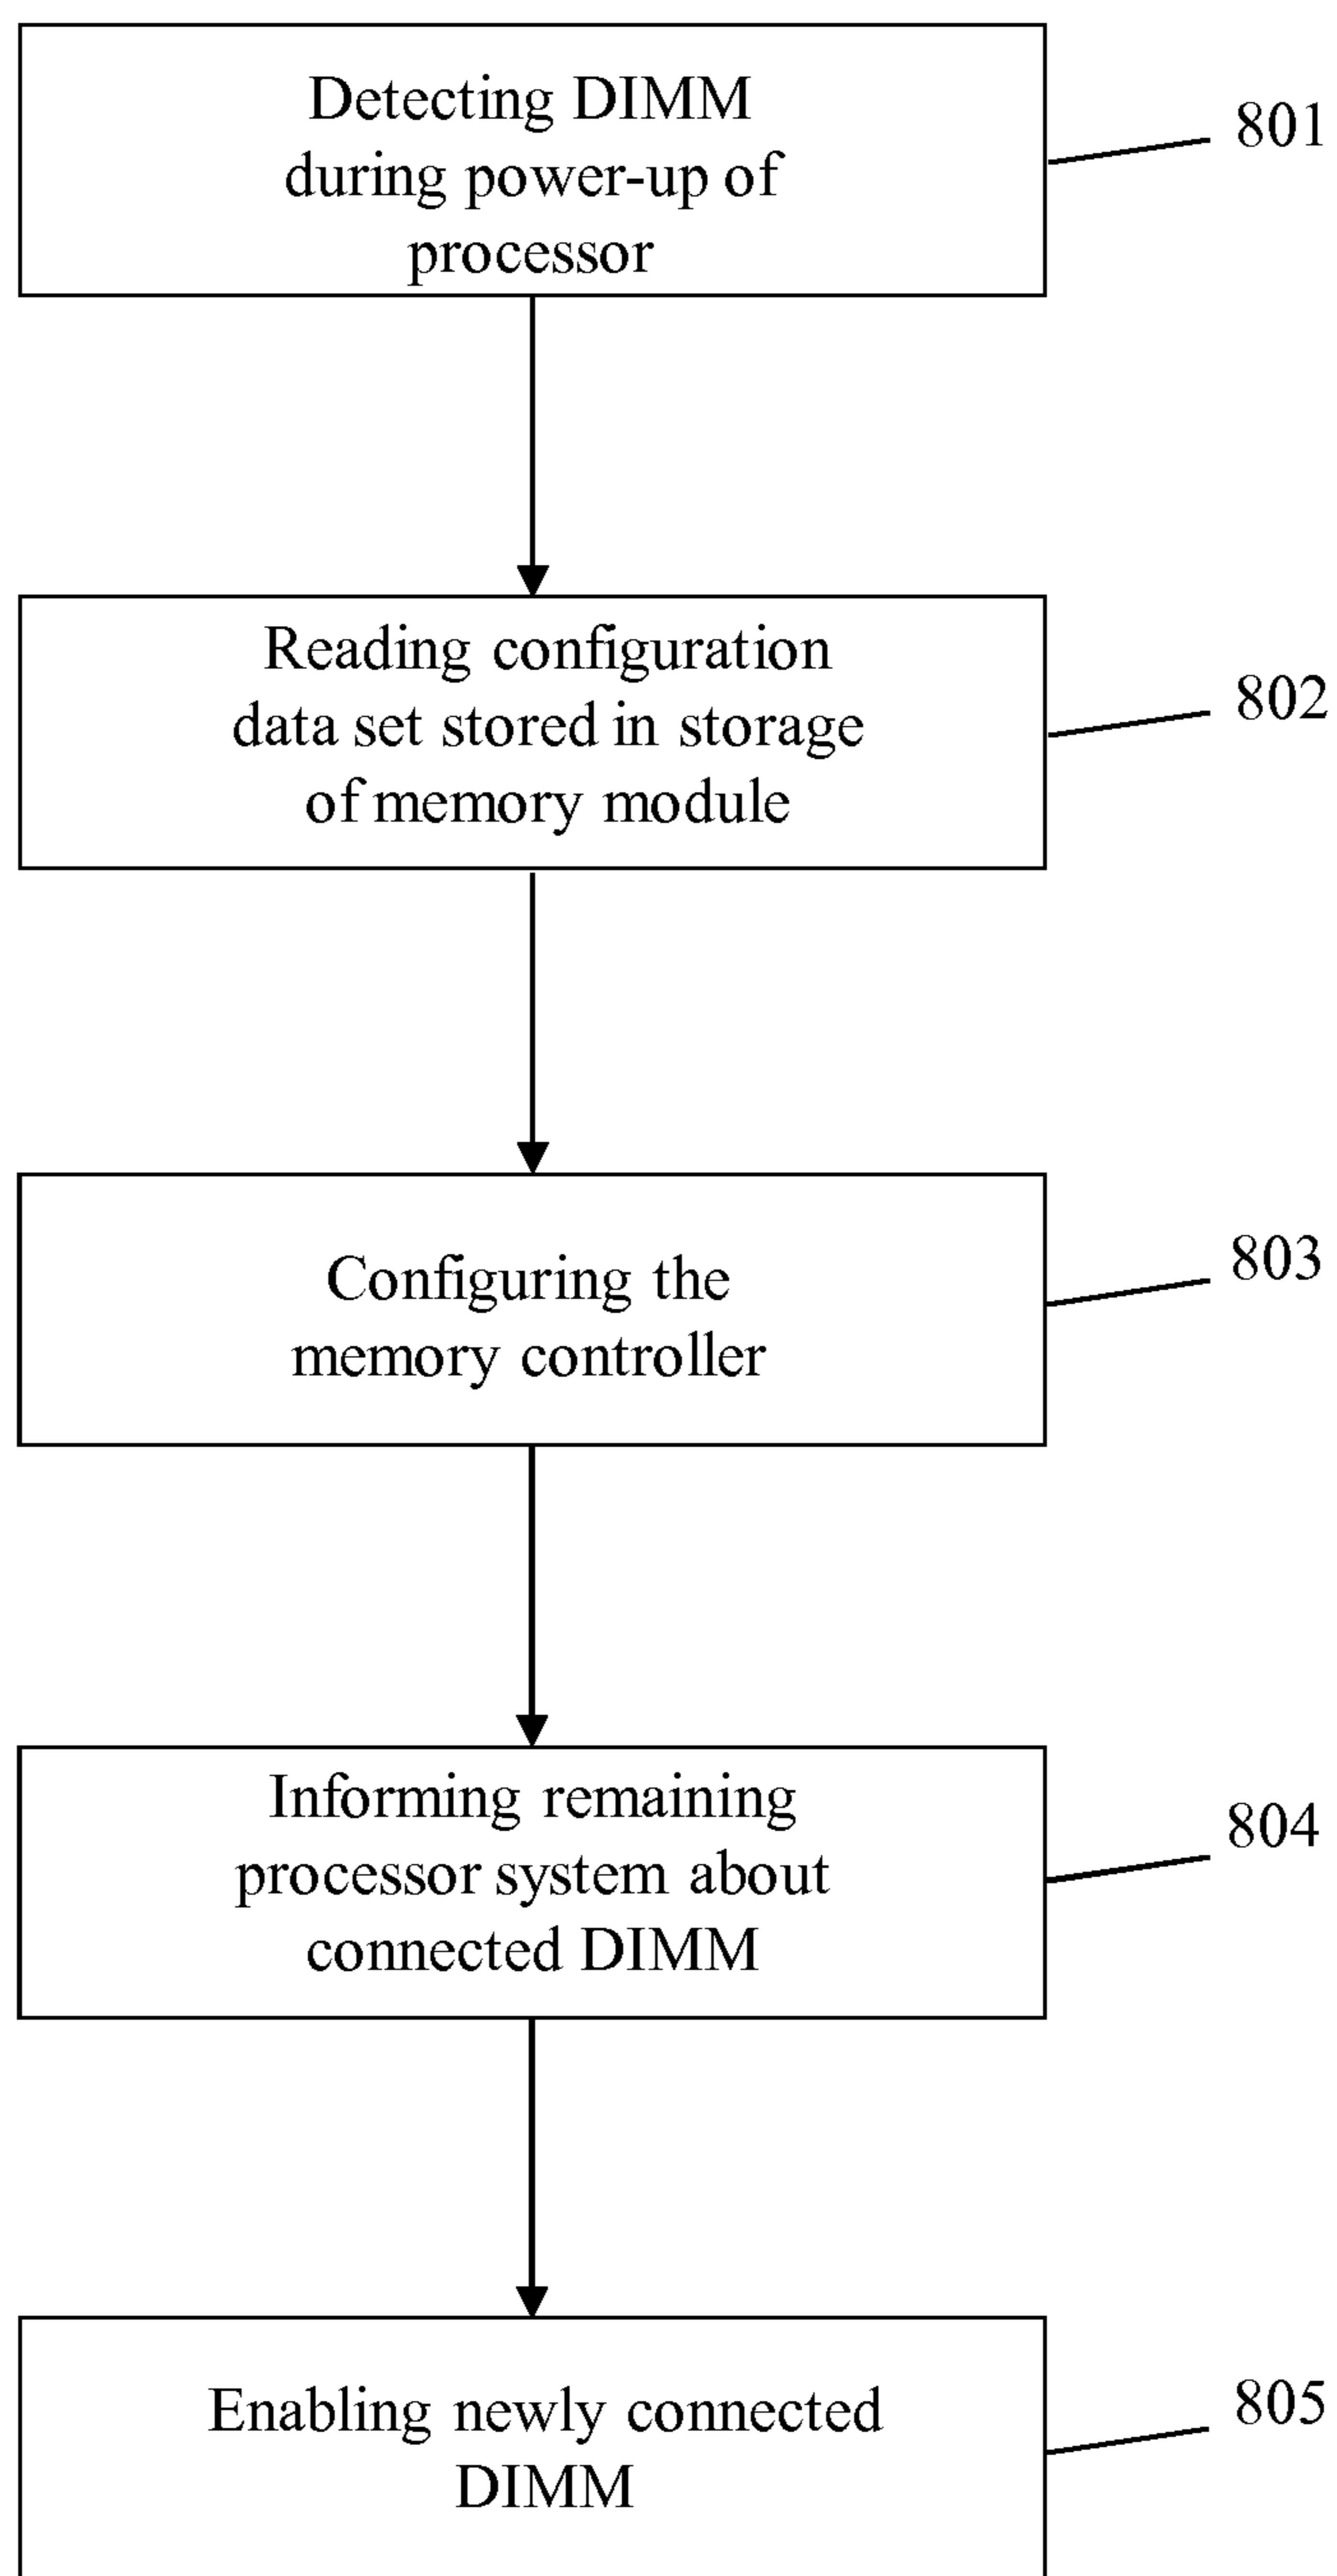 Detecting DIMM
during power-up of
processor
801
Reading configuration
data set stored in storage
of memory module
802
Configuring the
memory controller
803
Informing remaining
processor system about
connected DIMM
804
Enabling newly connected
DIMM
805